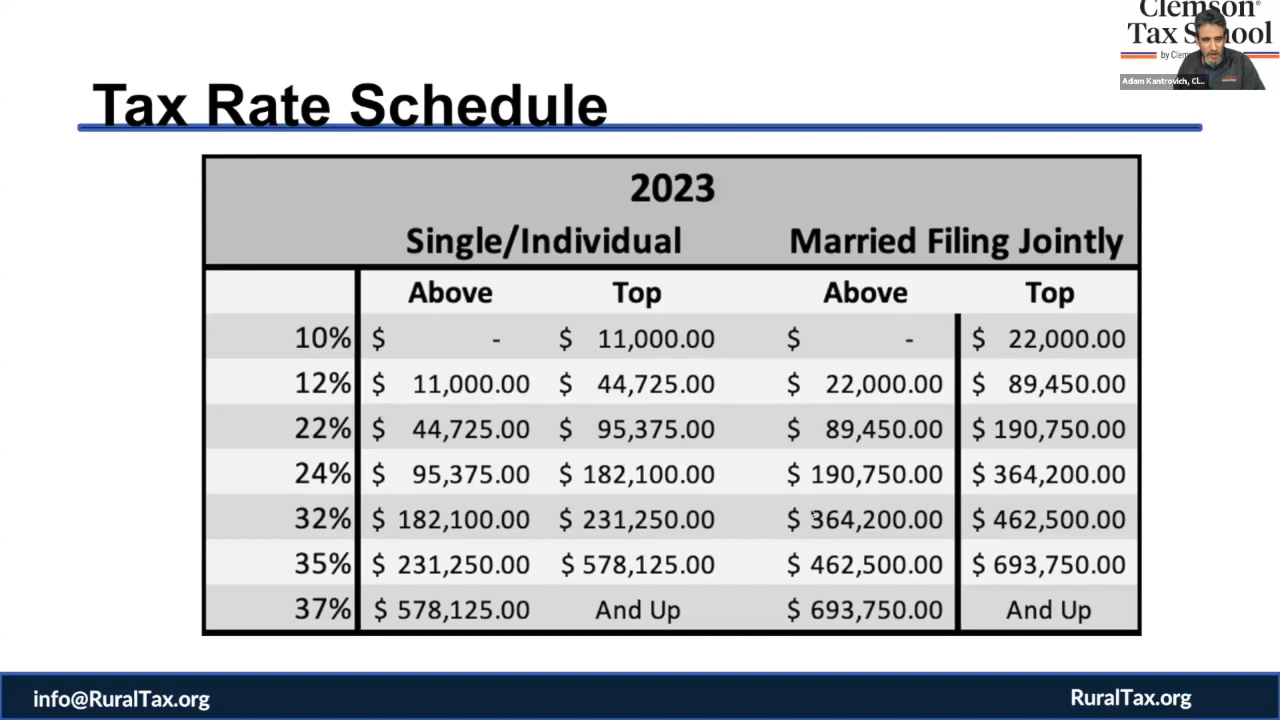 Clemson®
Tax School
by Clem
Adam Kantrovich, Cl...
Tax Rate Schedule
2023
Single/Individual Married Filing Jointly
Above Top Above Top
10% $ - $ 11,000.00 $ - $ 22,000.00
12% $ 11,000.00 $ 44,725.00 $ 22,000.00 $ 89,450.00
22% $ 44,725.00 $ 95,375.00 $ 89,450.00 $ 190,750.00
24% $ 95,375.00 $ 182,100.00 $ 190,750.00 $ 364,200.00
32% $ 182,100.00 $ 231,250.00 $ 364,200.00 $ 462,500.00
35% $ 231,250.00 $ 578,125.00 $ 462,500.00 $ 693,750.00
37% $ 578,125.00 And Up $ 693,750.00 And Up
info@RuralTax.org RuralTax.org